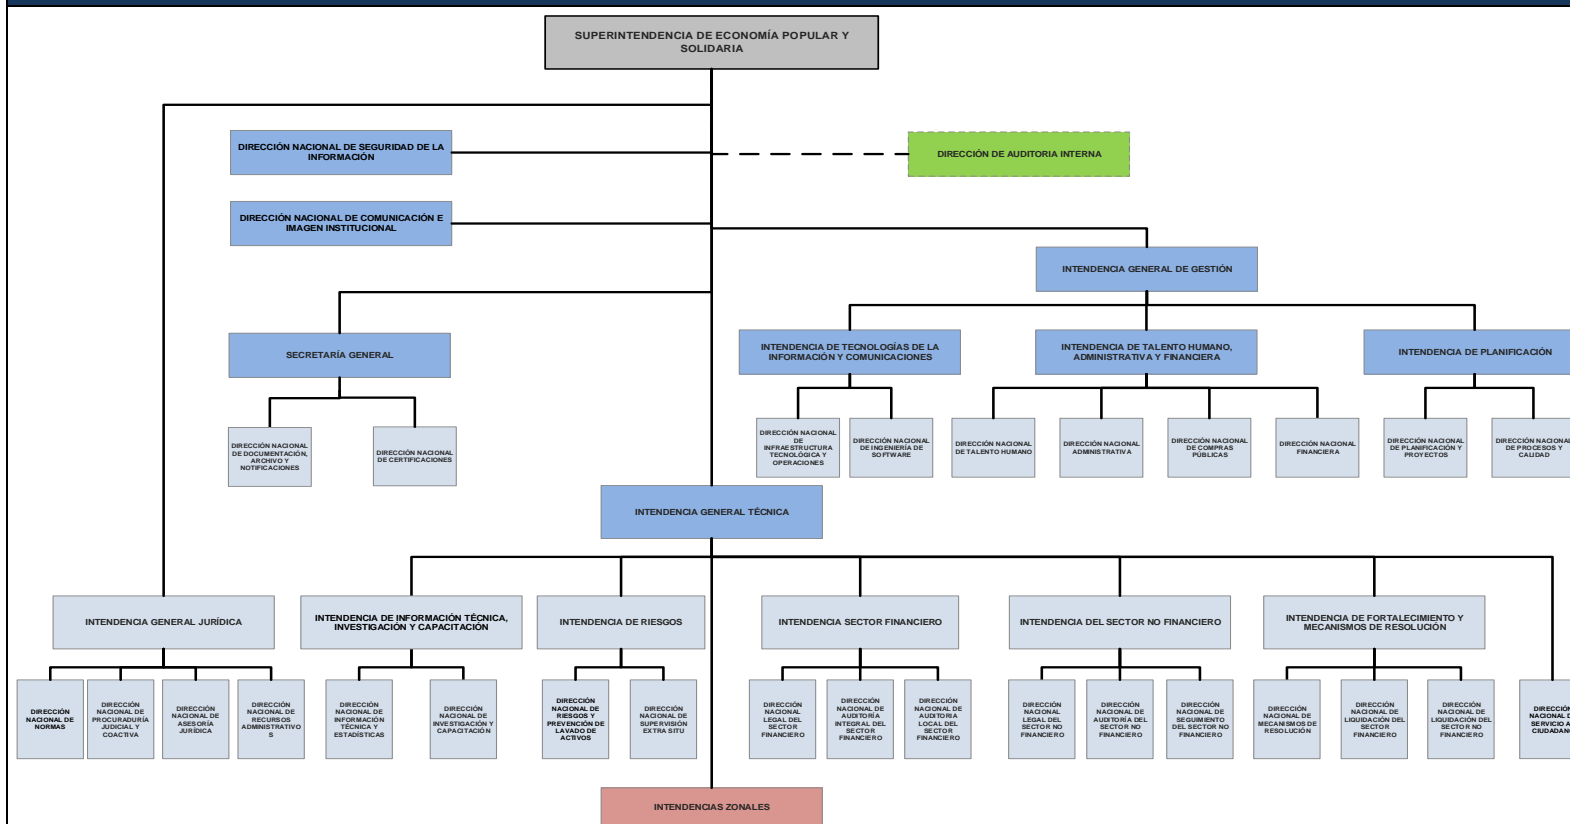 SUPERINTENDENCIA DE ECONOMÍA POPULAR Y
SOLIDARIA
DIRECCIÓN NACIONAL DE SEGURIDAD DE LA
INFORMACIÓN
DIRECCIÓN DE AUDITORIA INTERNA
DIRECCIÓN NACIONAL DE COMUNICACIÓN E
IMAGEN INSTITUCIONAL
INTENDENCIA GENERAL DE GESTIÓN
SECRETARÍA GENERAL
INTENDENCIA DE TECNOLOGÍAS DE LA
INFORMACIÓN Y COMUNICACIONES
INTENDENCIA DE TALENTO HUMANO,
ADMINISTRATIVA Y FINANCIERA
INTENDENCIA DE PLANIFICACIÓN
DIRECCIÓN NACIONAL
DE DOCUMENTACIÓN,
ARCHIVO Y
NOTIFICACIONES
DIRECCIÓN NACIONAL
DE CERTIFICACIONES
DIRECCIÓN NACIONAL
DE
INFRAESTRUCTURA
TECNOLÓGICA Y
OPERACIONES
DIRECCIÓN NACIONAL
DE INGENIERÍA DE
SOFTWARE
DIRECCIÓN NACIONAL
DE TALENTO HUMANO
DIRECCIÓN NACIONAL
ADMINISTRATIVA
DIRECCIÓN NACIONAL
DE COMPRAS
PÚBLICAS
DIRECCIÓN NACIONAL
FINANCIERA
DIRECCIÓN NACIONAL
DE PLANIFICACIÓN Y
PROYECTOS
DIRECCIÓN NACIONAL
DE PROCESOS Y
CALIDAD
INTENDENCIA GENERAL TÉCNICA
INTENDENCIA GENERAL JURÍDICA
INTENDENCIA DE INFORMACIÓN TÉCNICA,
INVESTIGACIÓN Y CAPACITACIÓN
INTENDENCIA DE RIESGOS
INTENDENCIA SECTOR FINANCIERO
INTENDENCIA DEL SECTOR NO FINANCIERO
INTENDENCIA DE FORTALECIMIENTO Y
MECANISMOS DE RESOLUCIÓN
DIRECCIÓN
NACIONAL DE
NORMAS
DIRECCIÓN
NACIONAL DE
PROCURADURÍA
JUDICIAL Y
COACTIVA
DIRECCIÓN
NACIONAL DE
ASESORÍA
JURÍDICA
DIRECCIÓN
NACIONAL DE
RECURSOS
ADMINISTRATIVO
S
DIRECCIÓN
NACIONAL DE
INFORMACIÓN
TÉCNICA Y
ESTADÍSTICAS
DIRECCIÓN
NACIONAL DE
INVESTIGACIÓN Y
CAPACITACIÓN
DIRECCIÓN
NACIONAL DE
RIESGOS Y
PREVENCIÓN DE
LAVADO DE
ACTIVOS
DIRECCIÓN
NACIONAL DE
SUPERVISIÓN
EXTRA SITU
DIRECCIÓN
NACIONAL
LEGAL DEL
SECTOR
FINANCIERO
DIRECCIÓN
NACIONAL DE
AUDITORÍA
INTEGRAL DEL
SECTOR
FINANCIERO
DIRECCIÓN
NACIONAL DE
AUDITORIA
LOCAL DEL
SECTOR
FINANCIERO
DIRECCIÓN
NACIONAL
LEGAL DEL
SECTOR NO
FINANCIERO
DIRECCIÓN
NACIONAL DE
AUDITORÍA DEL
SECTOR NO
FINANCIERO
DIRECCIÓN
NACIONAL DE
SEGUIMIENTO
DEL SECTOR NO
FINANCIERO
DIRECCIÓN
NACIONAL DE
MECANISMOS DE
RESOLUCIÓN
DIRECCIÓN
NACIONAL DE
LIQUIDACIÓN DEL
SECTOR
FINANCIERO
DIRECCIÓN
NACIONAL DE
LIQUIDACIÓN DEL
SECTOR NO
FINANCIERO
DIRECCIÓN
NACIONAL
SERVICIO
INTENDENCIAS ZONALES